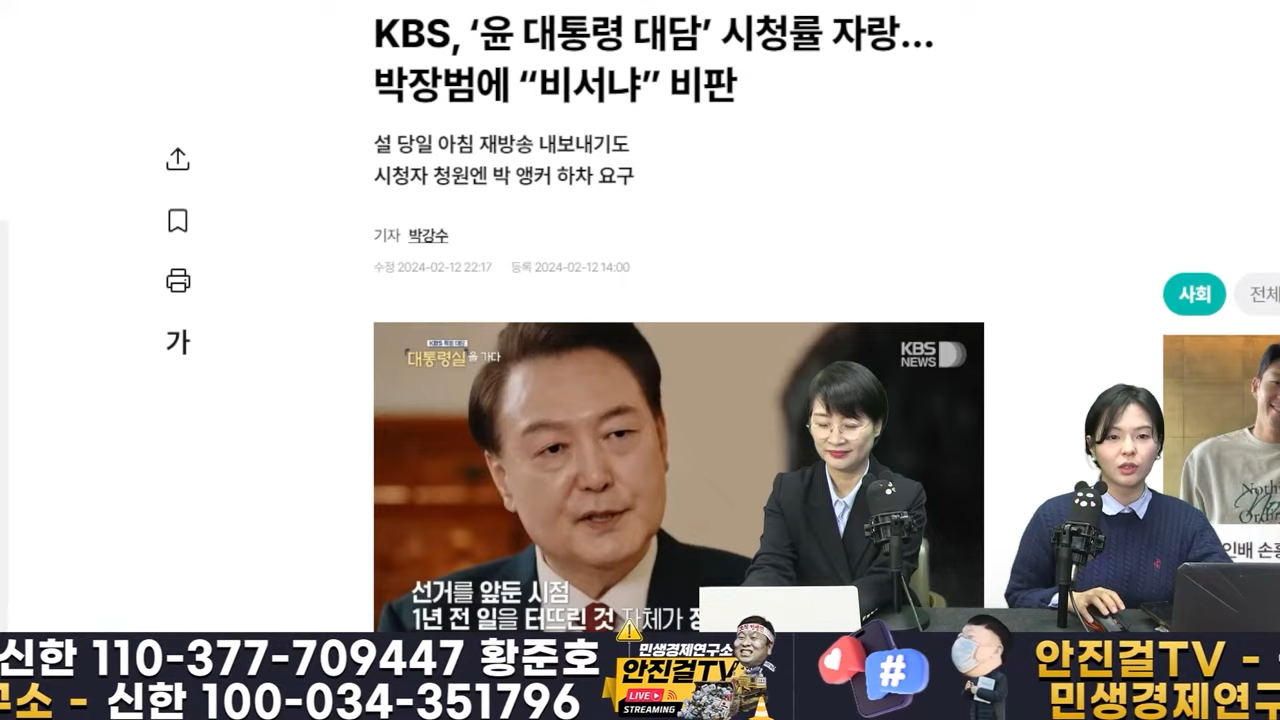 KBS, ‘윤 대통령 대담’ 시청률 자랑…
박장범에 “비서냐” 비판
설 당일 아침 재방송 내보내기도
시청자 청원엔 박 앵커 하차 요구
기자 박강수
수정 2024-02-12 22:17 등록 2024-02-12 14:00
가
사회 전체
KBS 특별 대담
대통령실을 가다
KBS
NEWS
선거를 앞둔 시점
1년 전 일을 터뜨린 것 자체가
인배 손흥
신한 110-377-709447 황준호
구소 - 신한 100-034-351796
민생경제연구소
안진걸TV
LIVE
STREAMING
#
안진걸TV -
민생경제연구